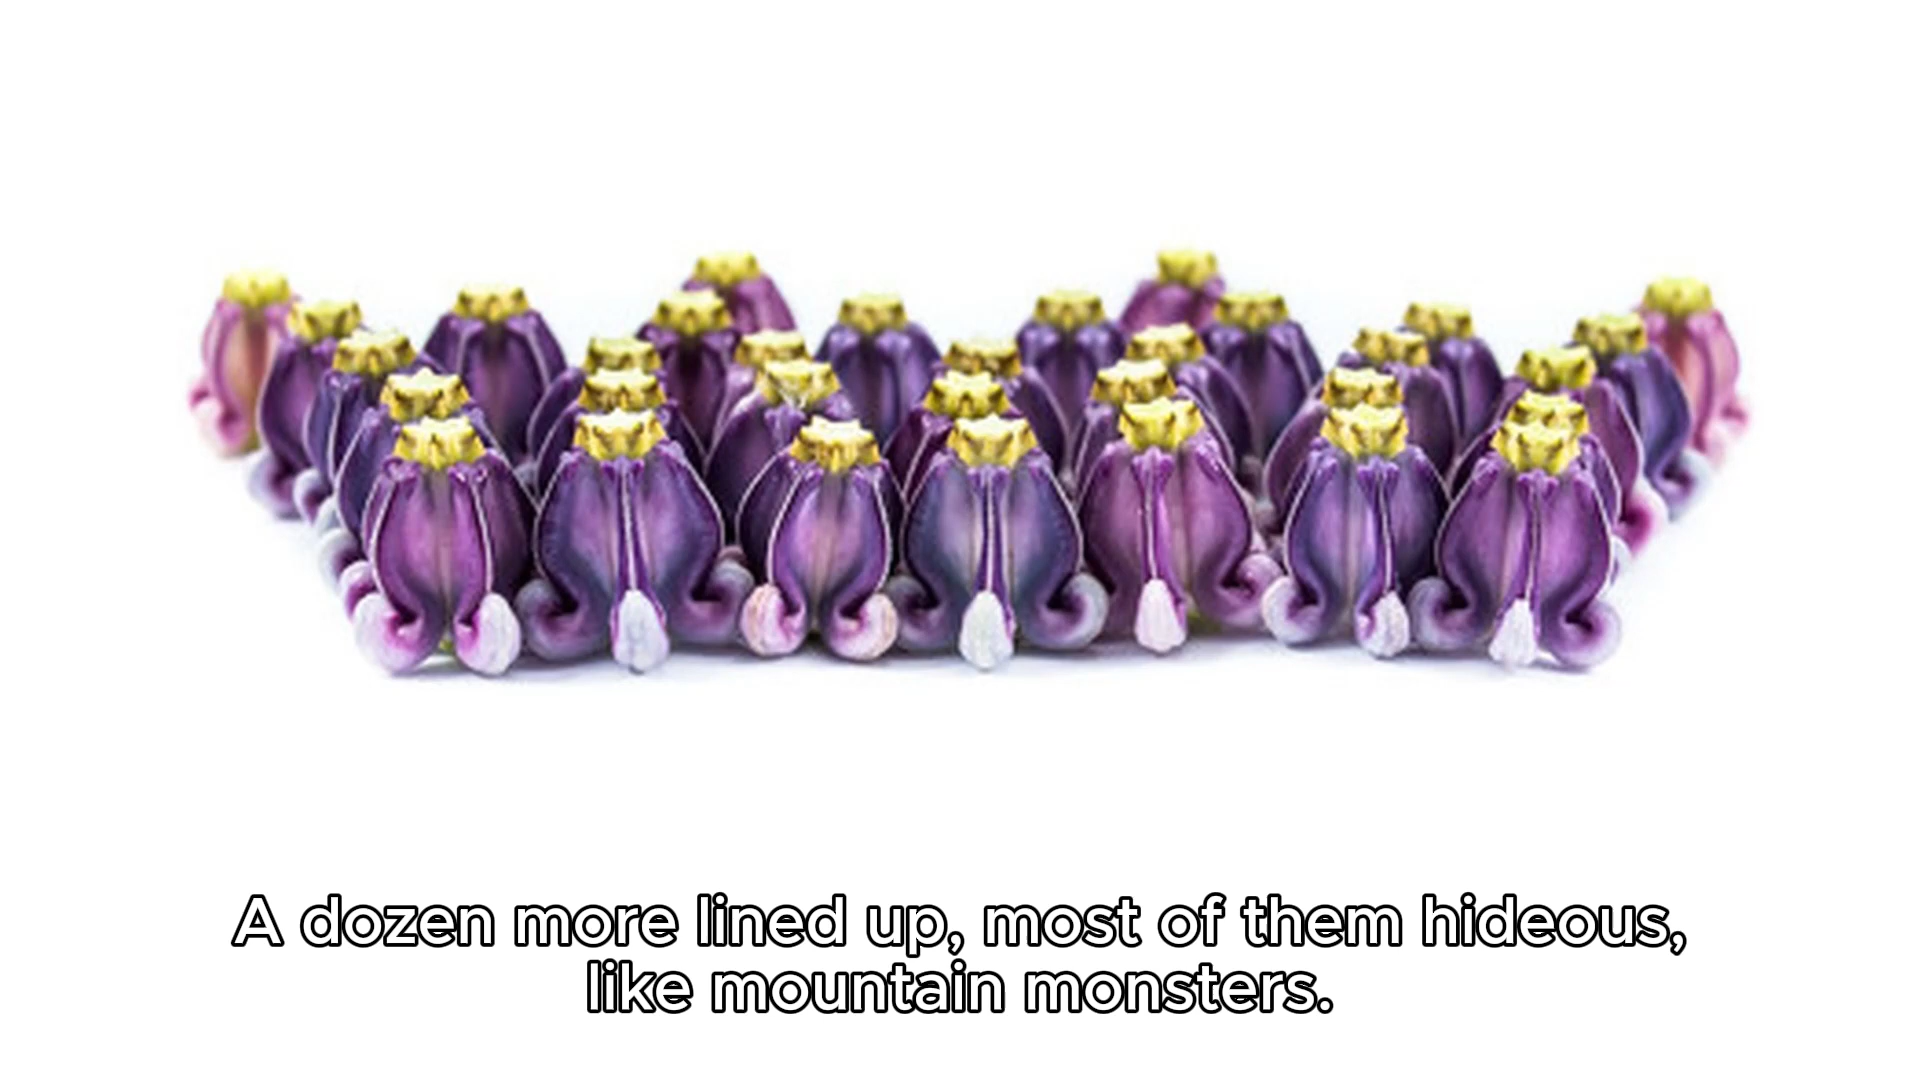 A dozen more lined up, most of them hideous,
like mountain monsters.